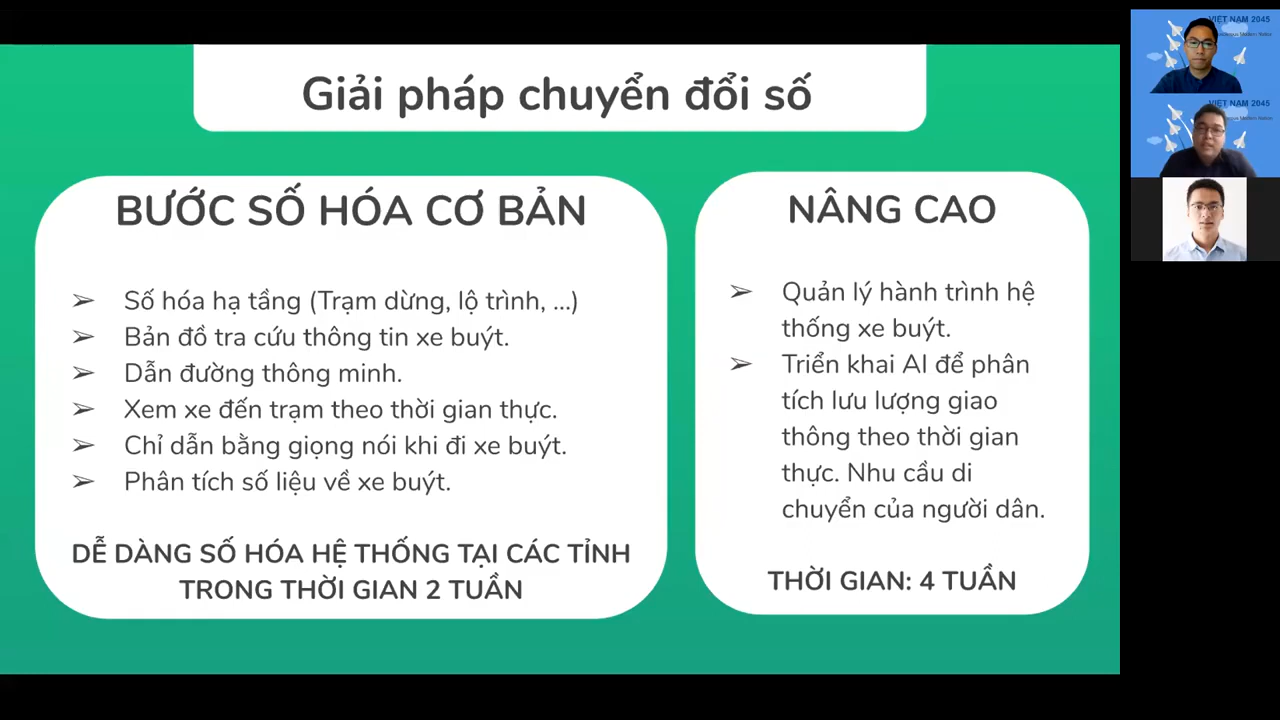 Giải pháp chuyển đổi số
BƯỚC SỐ HÓA CƠ BẢN
➢ Số hóa hạ tầng (Trạm dừng, lộ trình, ...)
➢ Bản đồ tra cứu thông tin xe buýt.
➢ Dẫn đường thông minh.
➢ Xem xe đến trạm theo thời gian thực.
➢ Chỉ dẫn bằng giọng nói khi đi xe buýt.
➢ Phân tích số liệu về xe buýt.
DỄ DÀNG SỐ HÓA HỆ THỐNG TẠI CÁC TỈNH
TRONG THỜI GIAN 2 TUẦN
NÂNG CAO
➢ Quản lý hành trình hệ
thống xe buýt.
➢ Triển khai AI để phân
tích lưu lượng giao
thông theo thời gian
thực. Nhu cầu di
chuyển của người dân.
THỜI GIAN: 4 TUẦN
VIỆT NAM 2045
Modern Nation
VIỆT NAM 2045
Modern Nation